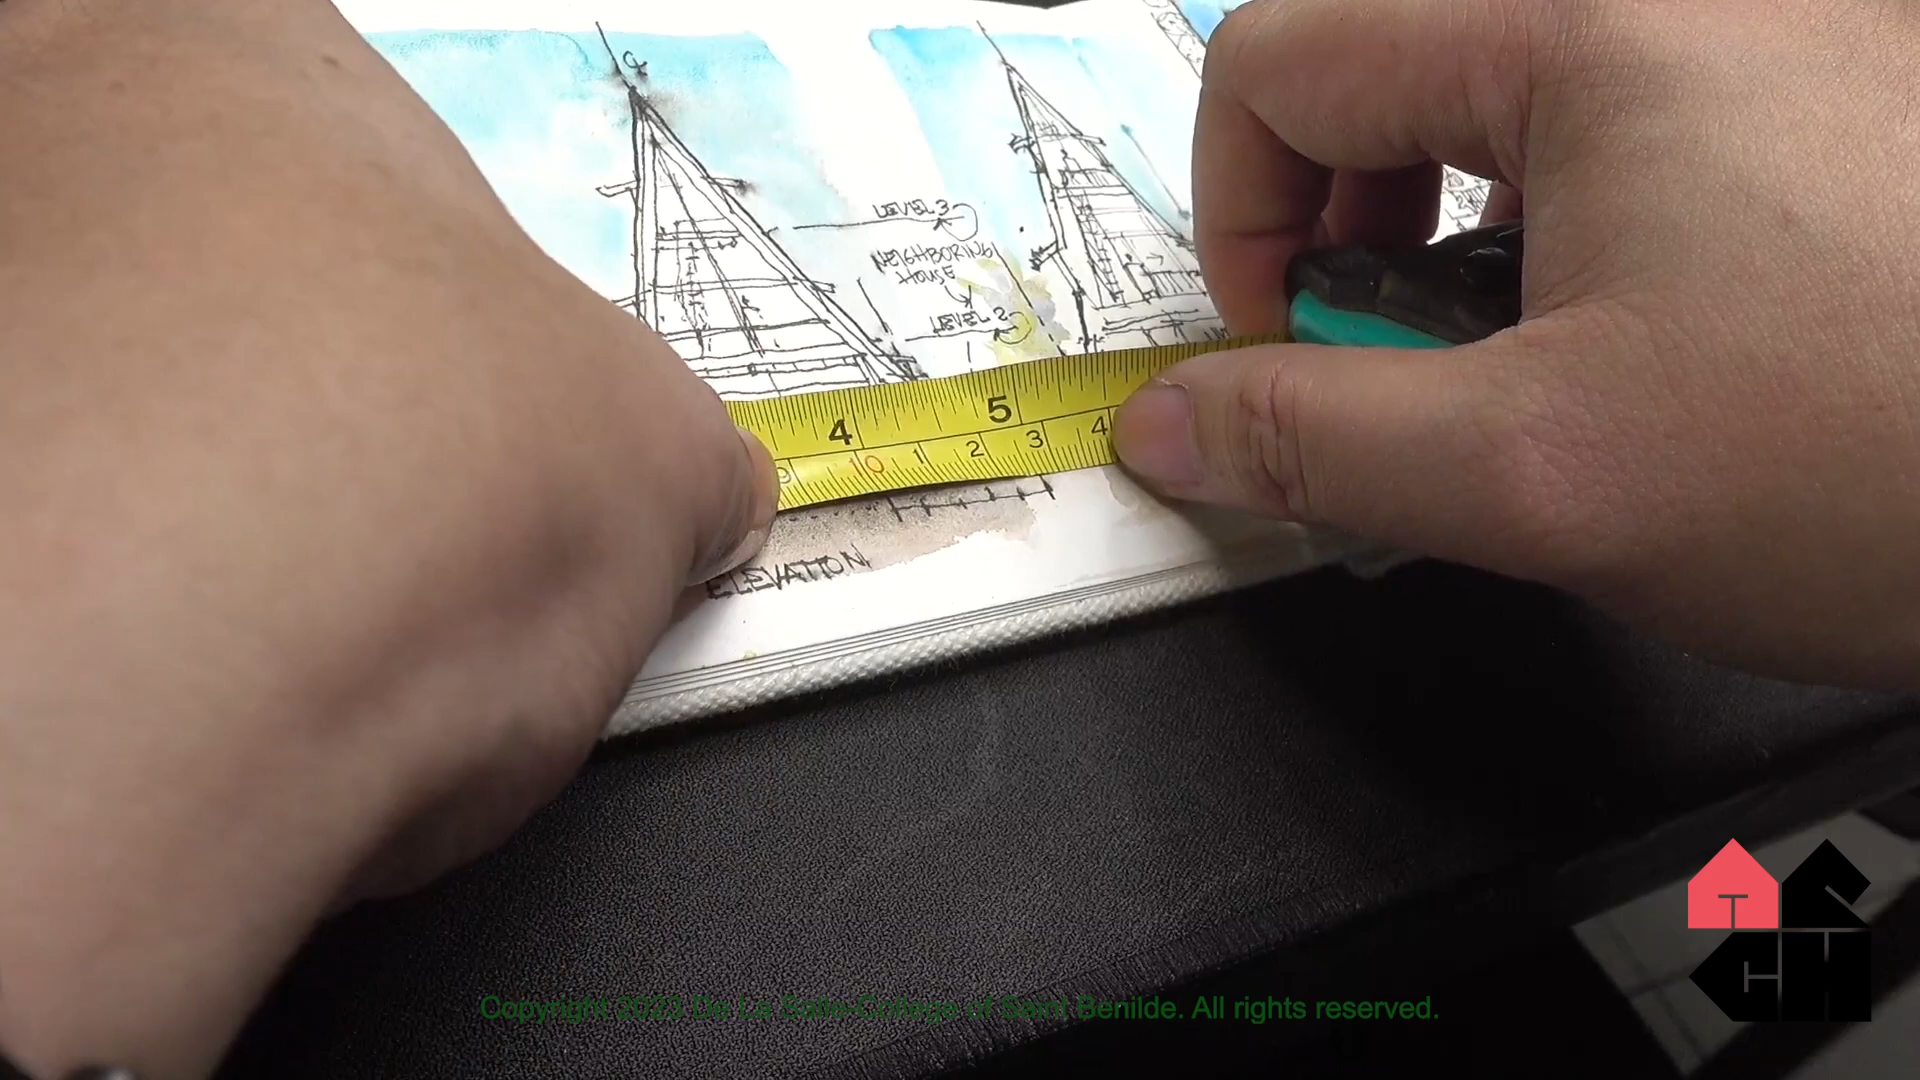 LEVEL 3
NEIGHBORING
HOUSE
LEVEL 2
4 5
9 10 1 2 3 4
ELEVATION
T
H
Copyright 2023 De La Salle-College of Saint Benilde. All rights reserved.